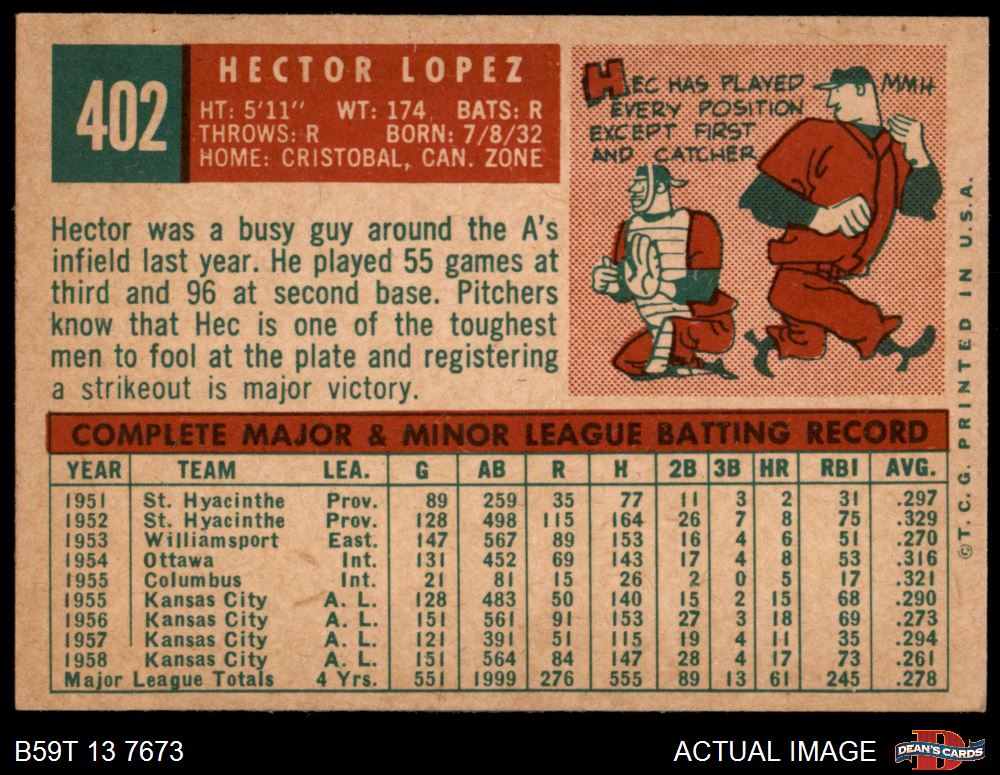 402
HECTOR LOPEZ
HT: 5'11" WT: 174 BATS: R
THROWS: R BORN: 7/8/32
HOME: CRISTOBAL, CAN. ZONE
HEC HAS PLAYED
EVERY POSITION
EXCEPT FIRST
AND CATCHER
MMH
Hector was a busy guy around the A's
infield last year. He played 55 games at
third and 96 at second base. Pitchers
know that Hec is one of the toughest
men to fool at the plate and registering
a strikeout is major victory.
COMPLETE MAJOR & MINOR LEAGUE BATTING RECORD
YEAR TEAM LEA. G AB R H 2B 3B HR RBI AVG.
1951 St. Hyacinthe Prov. 89 259 35 77 11 3 2 31 .297
1952 St. Hyacinthe Prov. 128 498 115 164 26 7 8 75 .329
1953 Williamsport East. 147 567 89 153 16 4 6 51 .270
1954 Ottawa Int. 131 452 69 143 17 4 8 53 .316
1955 Columbus Int. 21 81 15 26 2 0 5 17 .321
1955 Kansas City A. L. 128 483 50 140 15 2 15 68 .290
1956 Kansas City A. L. 151 561 91 153 27 3 18 69 .273
1957 Kansas City A. L. 121 391 51 115 19 4 11 35 .294
1958 Kansas City A. L. 151 564 84 147 28 4 17 73 .261
Major League Totals 4 Yrs. 551 1999 276 555 89 13 61 245 .278
©T. C. G. PRINTED IN U.S.A.
B59T 13 7673
ACTUAL IMAGE
DEAN'S CARDS